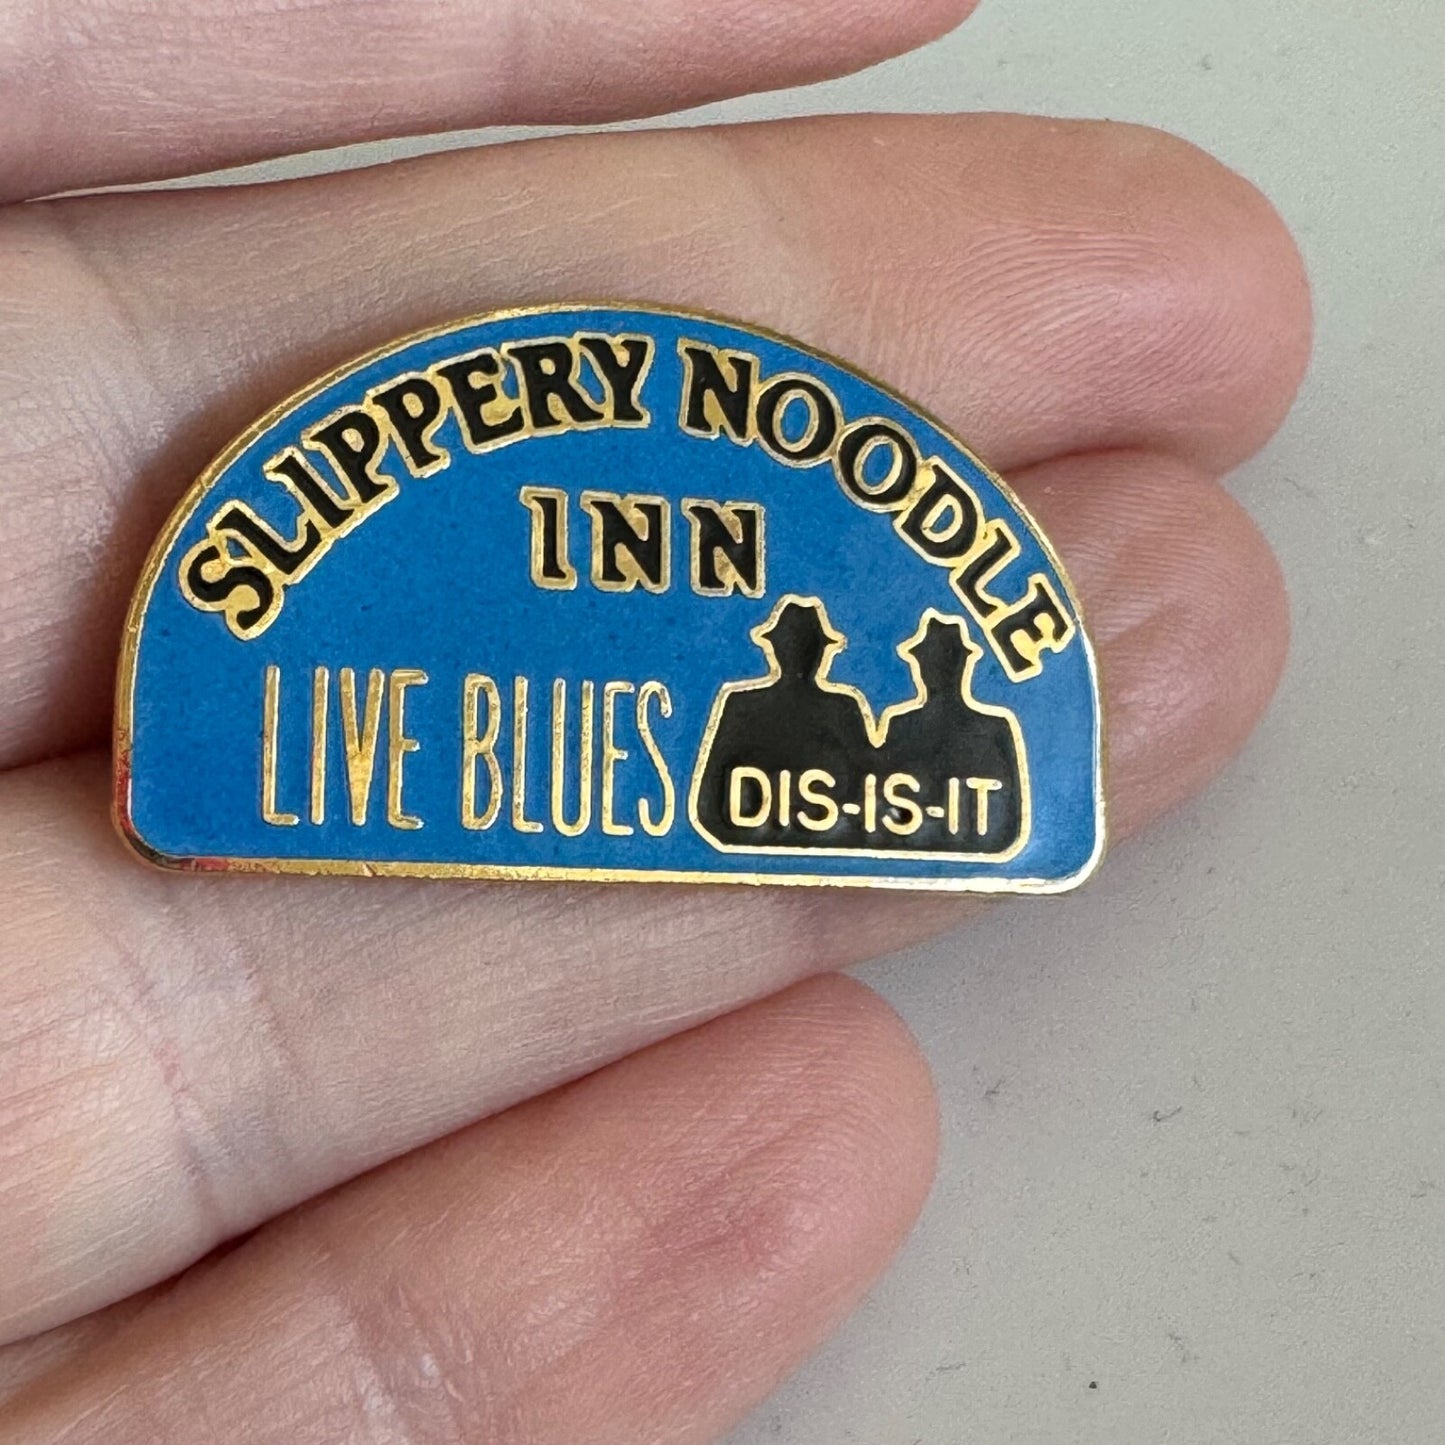 SLIPPERY NOODLE
INN
LIVE BLUES
DIS-IS-IT